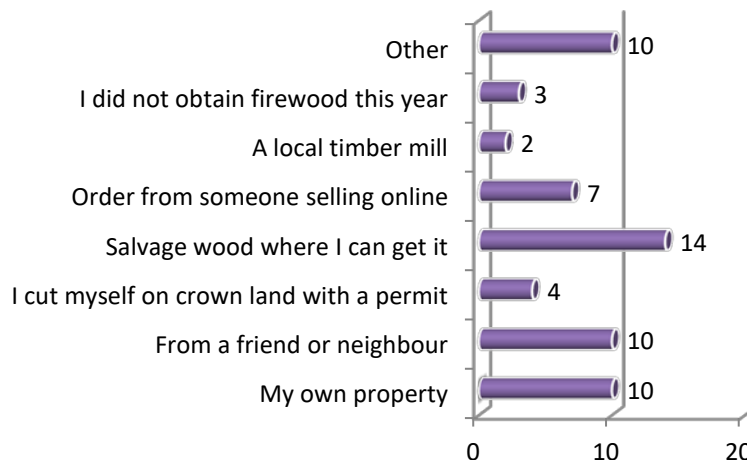 Other 10
I did not obtain firewood this year 3
A local timber mill 2
Order from someone selling online 7
Salvage wood where I can get it 14
I cut myself on crown land with a permit 4
From a friend or neighbour 10
My own property 10
0 10 20